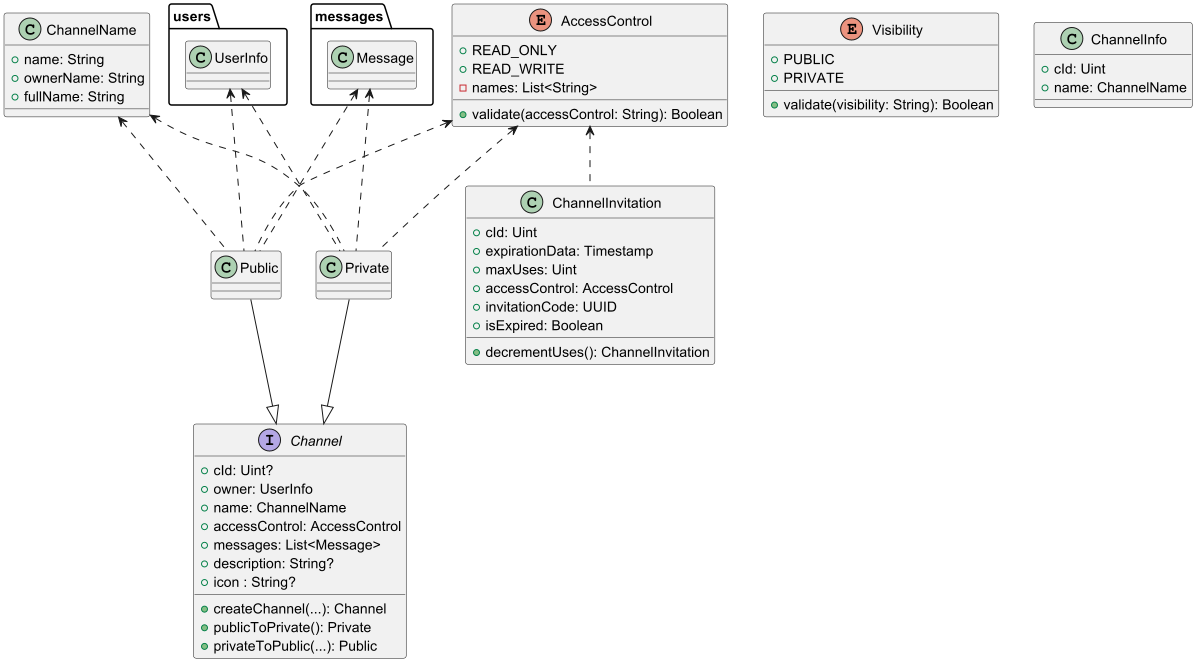 C ChannelName
name: String
ownerName: String
fullName: String
users
C UserInfo
messages
C Message
E AccessControl
READ_ONLY
READ_WRITE
names: List<String>
validate(accessControl: String): Boolean
E Visibility
PUBLIC
PRIVATE
validate(visibility: String): Boolean
C ChannelInfo
cId: Uint
name: ChannelName
C ChannelInvitation
cId: Uint
expirationData: Timestamp
maxUses: Uint
accessControl: AccessControl
invitationCode: UUID
isExpired: Boolean
decrementUses(): ChannelInvitation
C Public
C Private
I Channel
cId: Uint?
owner: UserInfo
name: ChannelName
accessControl: AccessControl
messages: List<Message>
description: String?
icon : String?
createChannel(...): Channel
publicToPrivate(): Private
privateToPublic(...): Public